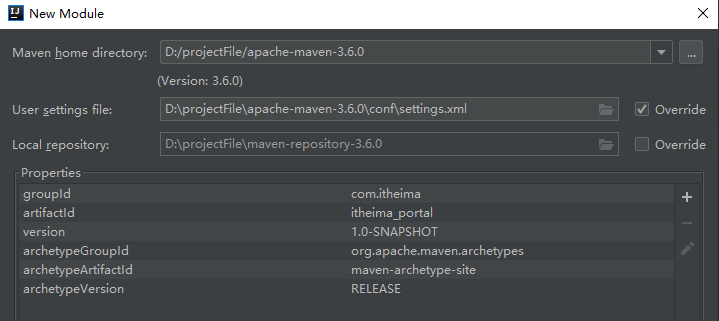 New Module
Maven home directory: D:/projectFile/apache-maven-3.6.0 ...
(Version: 3.6.0)
User settings file: D:\projectFile\apache-maven-3.6.0\conf\settings.xml Override
Local repository: D:\projectFile\maven-repository-3.6.0 Override
Properties
groupId com.itheima
artifactId itheima_portal
version 1.0-SNAPSHOT
archetypeGroupId org.apache.maven.archetypes
archetypeArtifactId maven-archetype-site
archetypeVersion RELEASE